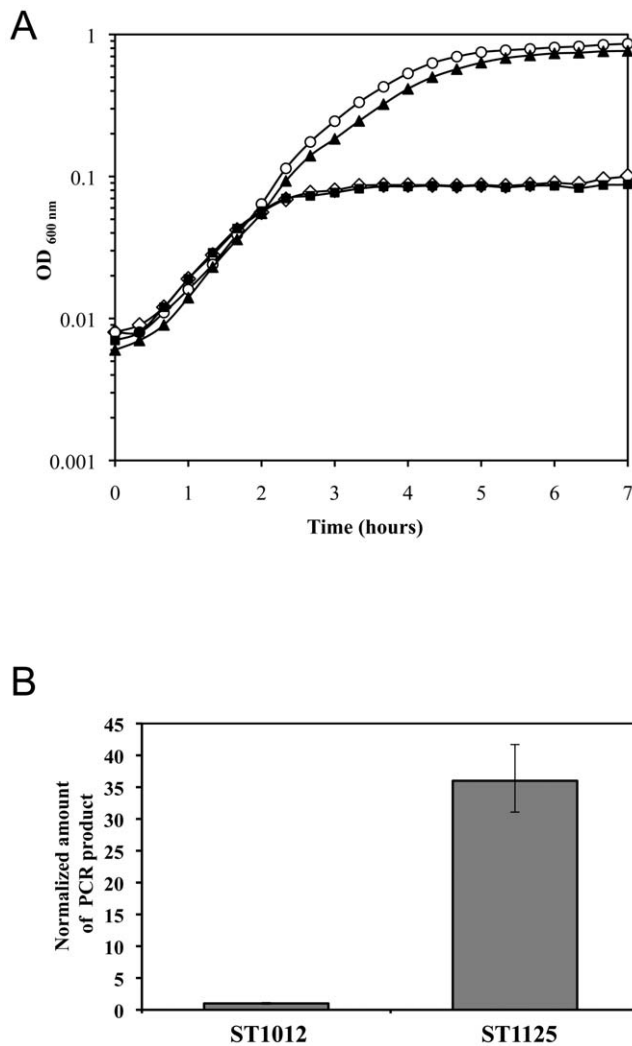 A
1
0.1
0.01
0.001
OD 600 nm
0 1 2 3 4 5 6 7
Time (hours)
B
45
40
35
30
25
20
15
10
5
0
Normalized amount
of PCR product
ST1012 ST1125